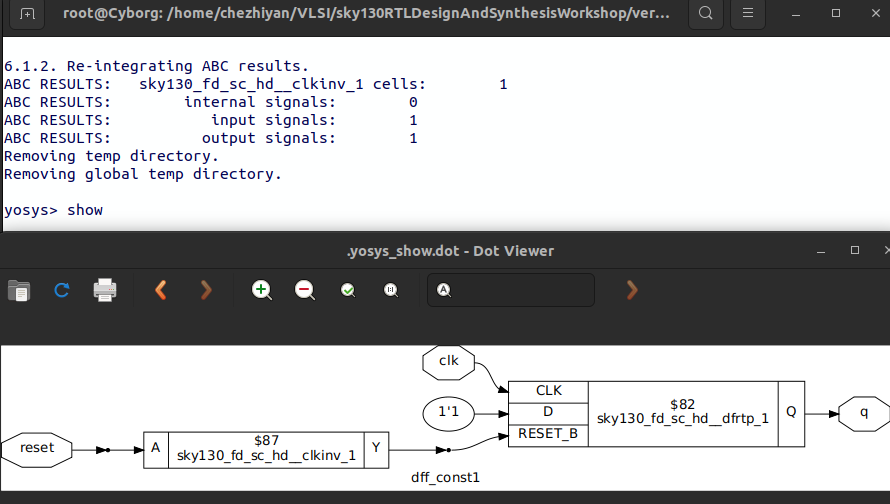 root@Cyborg: /home/chezhiyan/VLSI/sky130RTLDesignAndSynthesisWorkshop/ver...
6.1.2. Re-integrating ABC results.
ABC RESULTS:   sky130_fd_sc_hd__clkinv_1 cells:        1
ABC RESULTS:        internal signals:        0
ABC RESULTS:           input signals:        1
ABC RESULTS:          output signals:        1
Removing temp directory.
Removing global temp directory.
yosys> show
.yosys_show.dot - Dot Viewer
clk
CLK
1'1
D
$82
sky130_fd_sc_hd__dfrtp_1
Q
q
RESET_B
reset
A
$87
sky130_fd_sc_hd__clkinv_1
Y
dff_const1